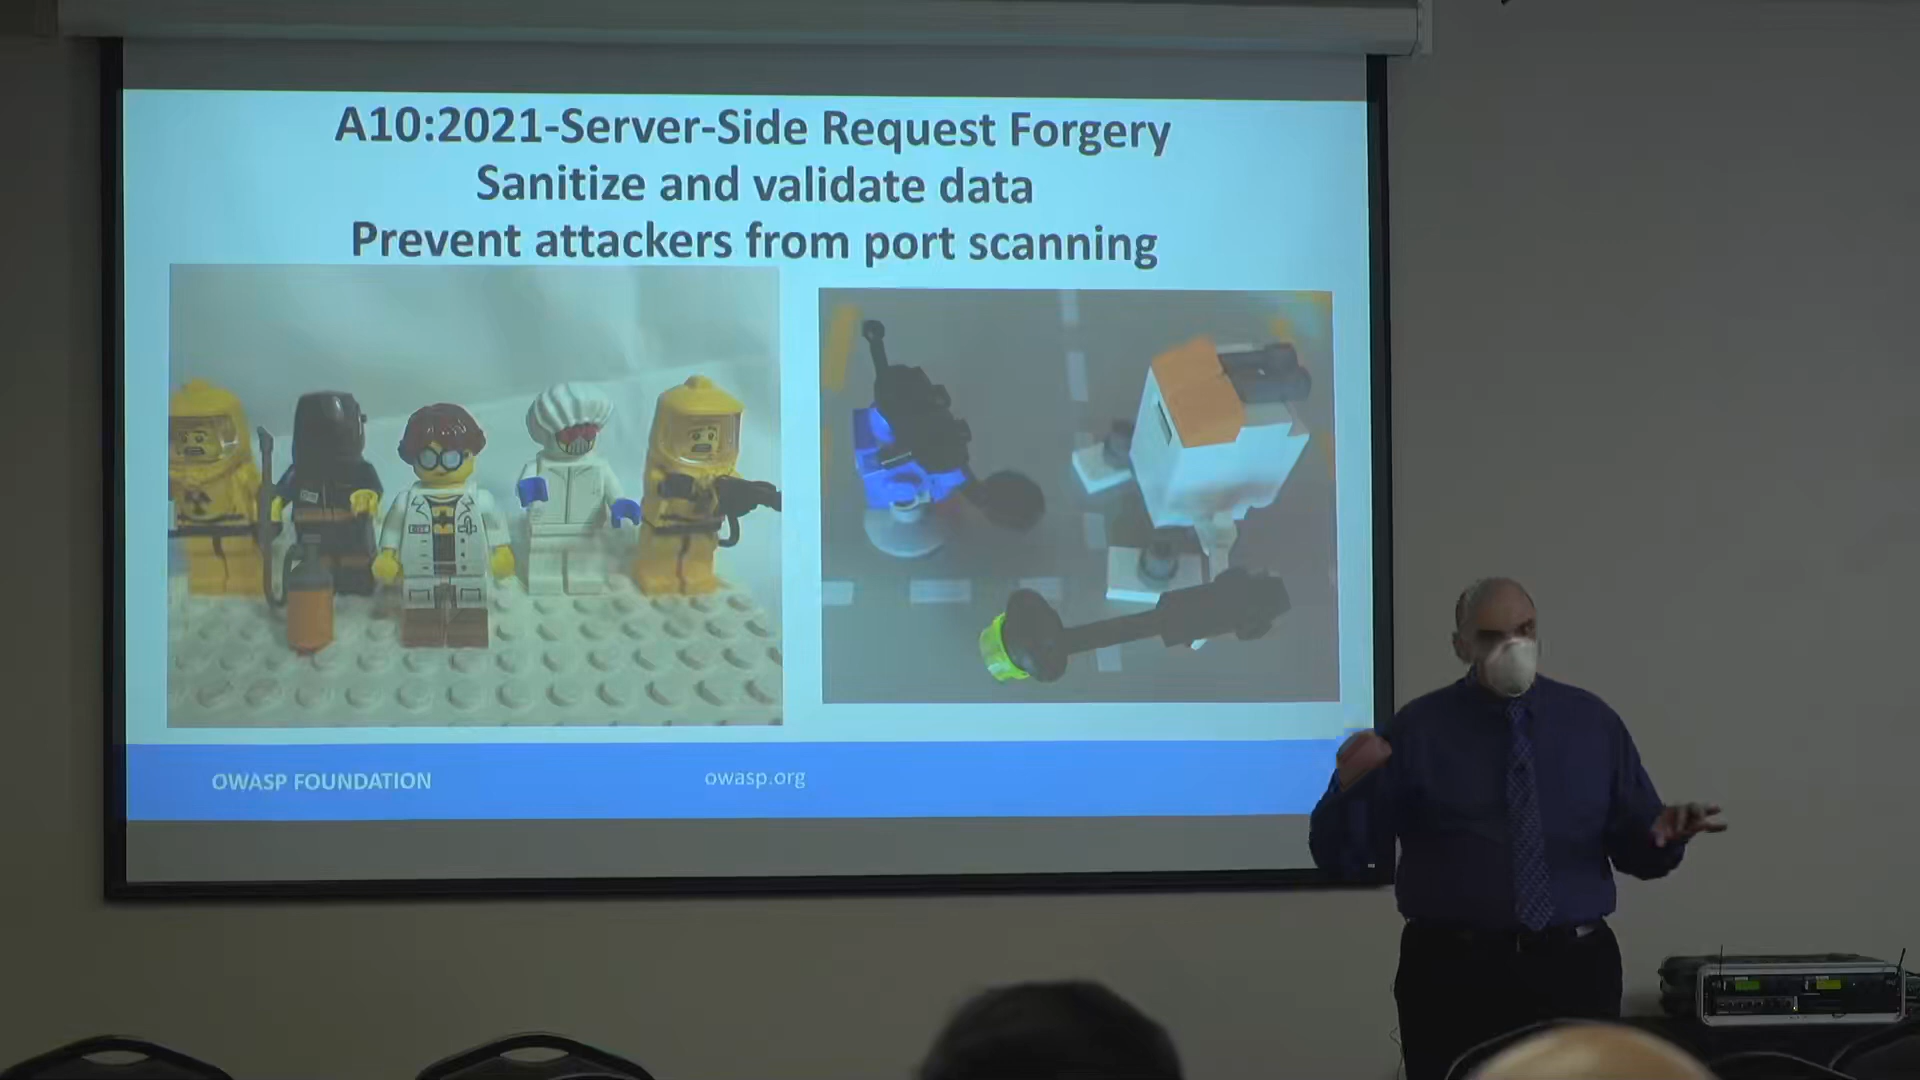 A10:2021-Server-Side Request Forgery
Sanitize and validate data
Prevent attackers from port scanning
OWASP FOUNDATION
owasp.org